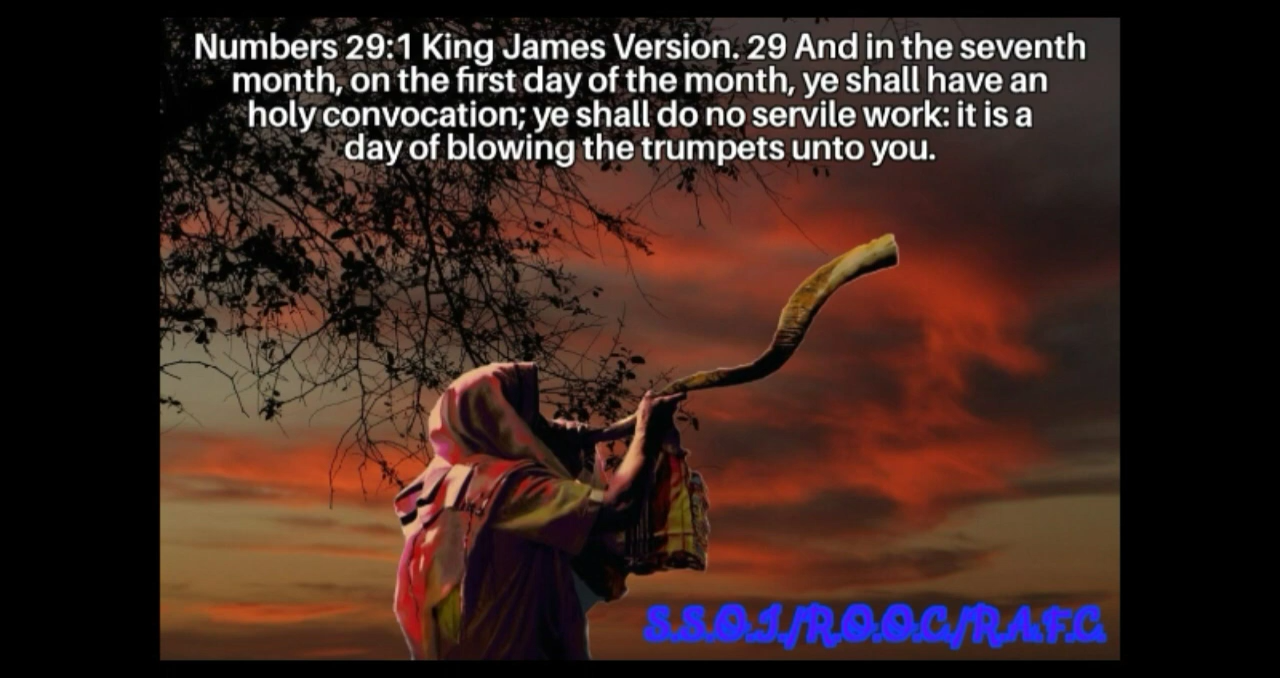 Numbers 29:1 King James Version. 29 And in the seventh
month, on the first day of the month, ye shall have an
holy convocation; ye shall do no servile work: it is a
day of blowing the trumpets unto you.
S.S.O.I./R.O.O.C./R.A.F.C.